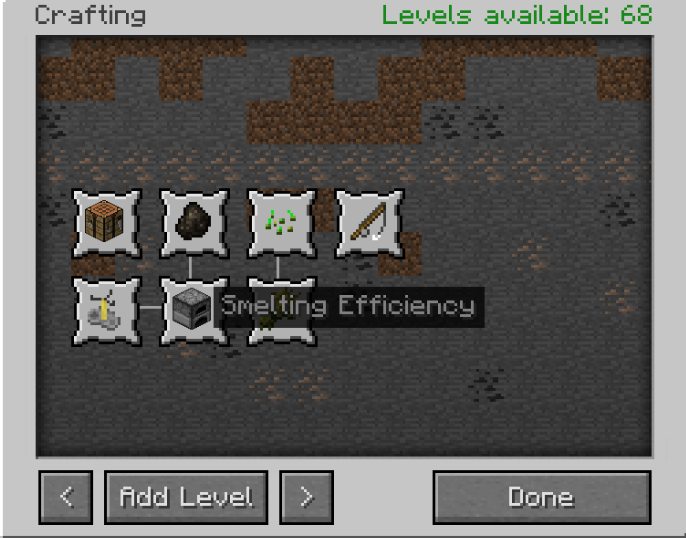 Crafting
Levels available: 68
Smelting Efficiency
<
Add Level
>
Done